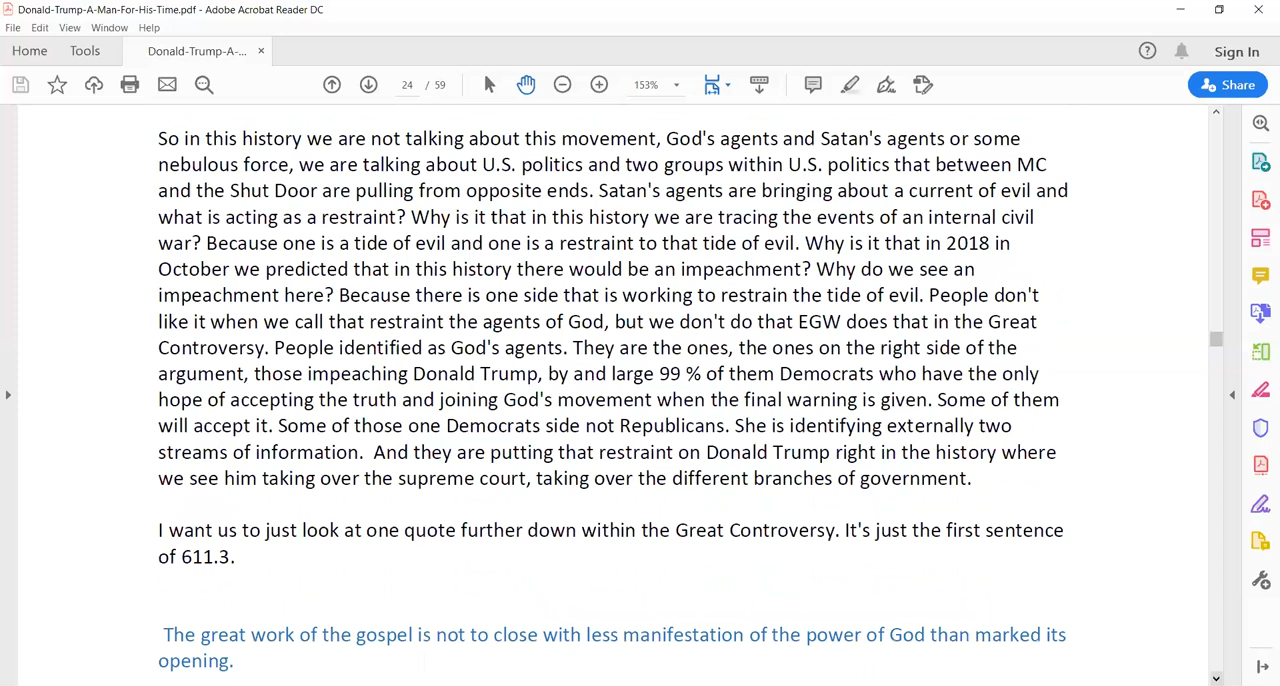 Donald-Trump-A-Man-For-His-Time.pdf - Adobe Acrobat Reader DC
File Edit View Window Help
Home Tools Donald-Trump-A-... × Sign In
24 / 59 153% Share
So in this history we are not talking about this movement, God's agents and Satan's agents or some
nebulous force, we are talking about U.S. politics and two groups within U.S. politics that between MC
and the Shut Door are pulling from opposite ends. Satan's agents are bringing about a current of evil and
what is acting as a restraint? Why is it that in this history we are tracing the events of an internal civil
war? Because one is a tide of evil and one is a restraint to that tide of evil. Why is it that in 2018 in
October we predicted that in this history there would be an impeachment? Why do we see an
impeachment here? Because there is one side that is working to restrain the tide of evil. People don't
like it when we call that restraint the agents of God, but we don't do that EGW does that in the Great
Controversy. People identified as God's agents. They are the ones, the ones on the right side of the
argument, those impeaching Donald Trump, by and large 99 % of them Democrats who have the only
hope of accepting the truth and joining God's movement when the final warning is given. Some of them
will accept it. Some of those one Democrats side not Republicans. She is identifying externally two
streams of information.  And they are putting that restraint on Donald Trump right in the history where
we see him taking over the supreme court, taking over the different branches of government.
I want us to just look at one quote further down within the Great Controversy. It's just the first sentence
of 611.3.
The great work of the gospel is not to close with less manifestation of the power of God than marked its
opening.